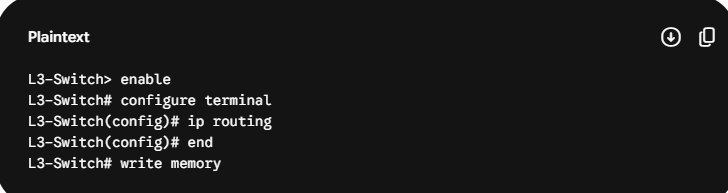 Plaintext
L3-Switch> enable
L3-Switch# configure terminal
L3-Switch(config)# ip routing
L3-Switch(config)# end
L3-Switch# write memory